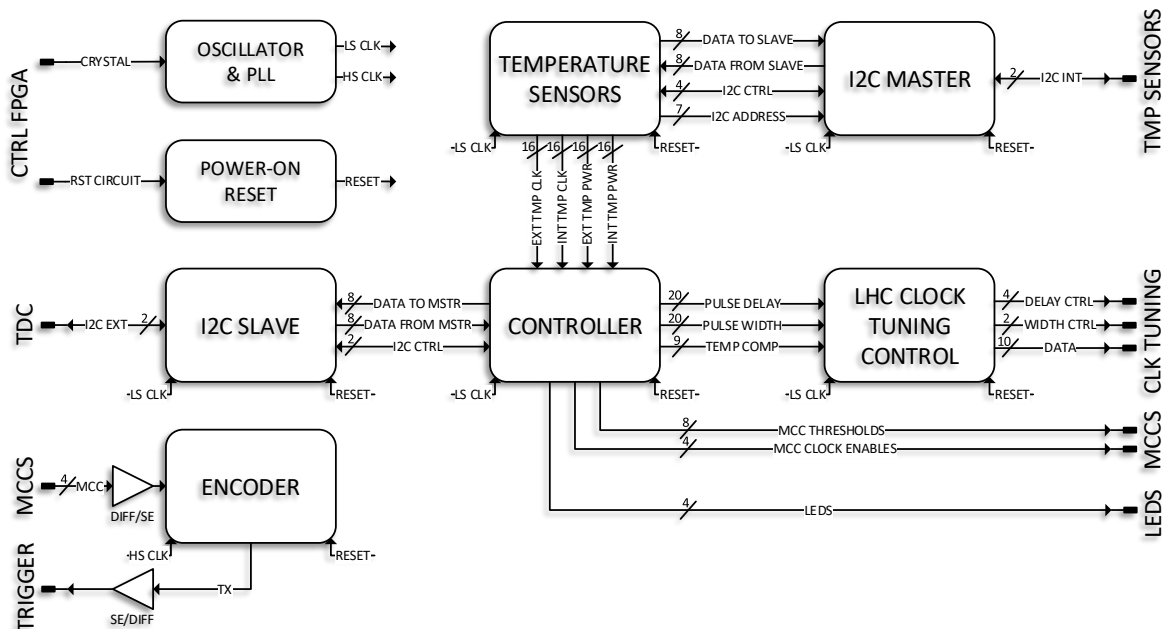 CTRL FPGA
CRYSTAL
OSCILLATOR
& PLL
LS CLK
HS CLK
RST CIRCUIT
POWER-ON
RESET
RESET
TEMPERATURE
SENSORS
LS CLK
RESET
8
DATA TO SLAVE
8
DATA FROM SLAVE
4
I2C CTRL
7
I2C ADDRESS
I2C MASTER
LS CLK
RESET
2
I2C INT
TMP SENSORS
16
16
16
16
EXT TMP CLK
INT TMP CLK
EXT TMP PWR
INT TMP PWR
TDC
I2C EXT
2
I2C SLAVE
LS CLK
RESET
8
DATA TO MSTR
8
DATA FROM MSTR
2
I2C CTRL
CONTROLLER
LS CLK
RESET
20
PULSE DELAY
20
PULSE WIDTH
9
TEMP COMP
LHC CLOCK
TUNING
CONTROL
LS CLK
RESET
4
DELAY CTRL
2
WIDTH CTRL
10
DATA
CLK TUNING
8
MCC THRESHOLDS
4
MCC CLOCK ENABLES
MCCS
4
LEDS
LEDS
MCCS
4
MCC
DIFF/SE
ENCODER
HS CLK
RESET
TRIGGER
TX
SE/DIFF